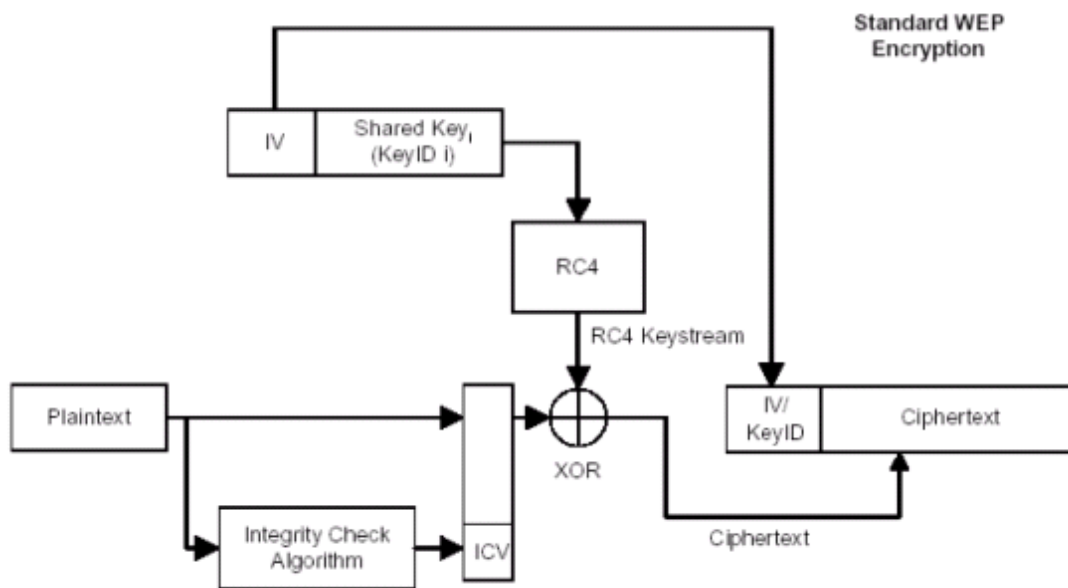 Standard WEP
Encryption
IV
Shared Keyi
(KeyID i)
RC4
RC4 Keystream
Plaintext
IV/
KeyID
Ciphertext
XOR
Integrity Check
Algorithm
ICV
Ciphertext